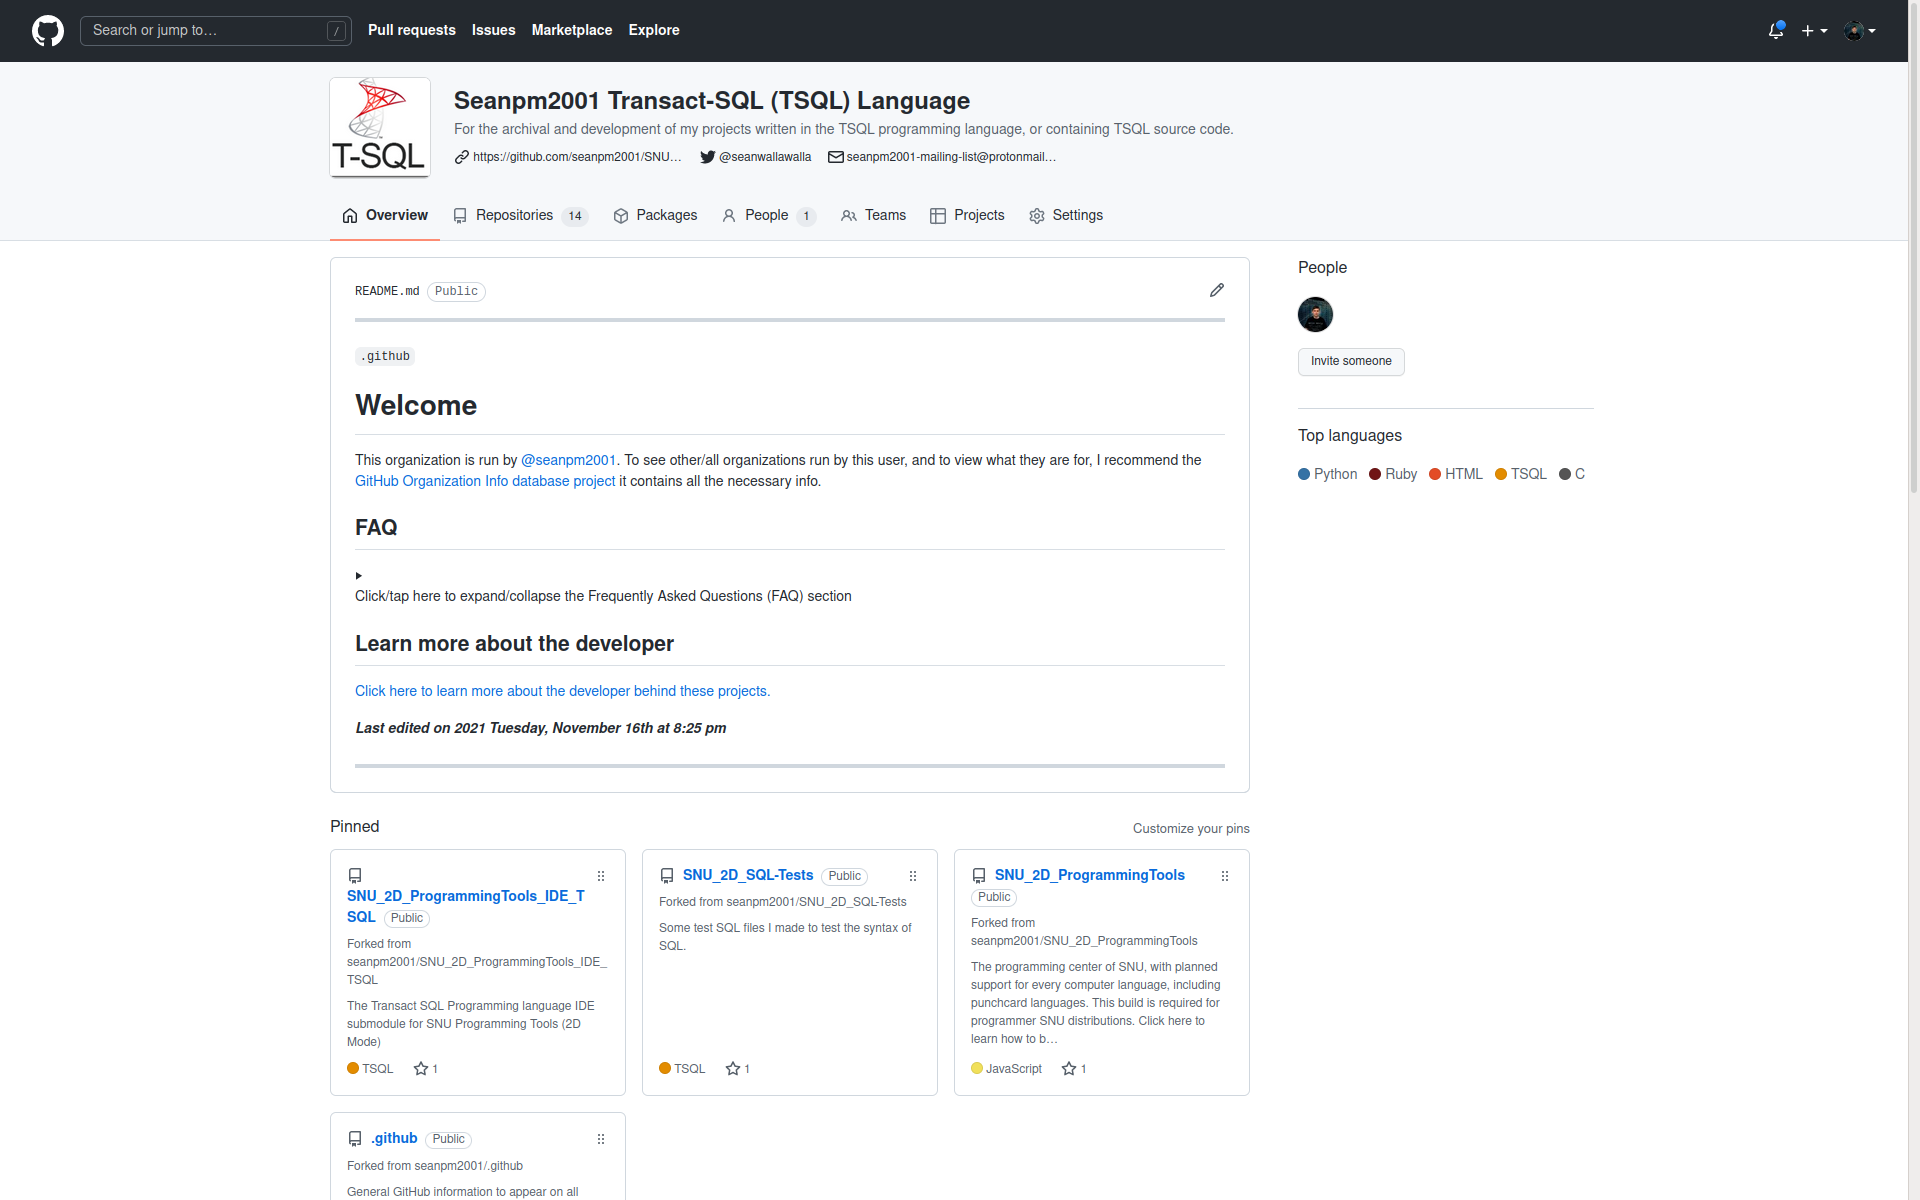 Search or jump to… /
Pull requests Issues Marketplace Explore
T-SQL
Seanpm2001 Transact-SQL (TSQL) Language
For the archival and development of my projects written in the TSQL programming language, or containing TSQL source code.
https://github.com/seanpm2001/SNU… @seanwallawalla seanpm2001-mailing-list@protonmail…
Overview Repositories 14 Packages People 1 Teams Projects Settings
README.md Public
.github
Welcome
This organization is run by @seanpm2001. To see other/all organizations run by this user, and to view what they are for, I recommend the
GitHub Organization Info database project it contains all the necessary info.
FAQ
Click/tap here to expand/collapse the Frequently Asked Questions (FAQ) section
Learn more about the developer
Click here to learn more about the developer behind these projects.
Last edited on 2021 Tuesday, November 16th at 8:25 pm
People
Invite someone
Top languages
Python Ruby HTML TSQL C
Pinned
Customize your pins
SNU_2D_ProgrammingTools_IDE_T
SQL Public
Forked from
seanpm2001/SNU_2D_ProgrammingTools_IDE_
TSQL
The Transact SQL Programming language IDE
submodule for SNU Programming Tools (2D
Mode)
TSQL 1
SNU_2D_SQL-Tests Public
Forked from seanpm2001/SNU_2D_SQL-Tests
Some test SQL files I made to test the syntax of
SQL.
TSQL 1
SNU_2D_ProgrammingTools
Public
Forked from
seanpm2001/SNU_2D_ProgrammingTools
The programming center of SNU, with planned
support for every computer language, including
punchcard languages. This build is required for
programmer SNU distributions. Click here to
learn how to b…
JavaScript 1
.github Public
Forked from seanpm2001/.github
General GitHub information to appear on all